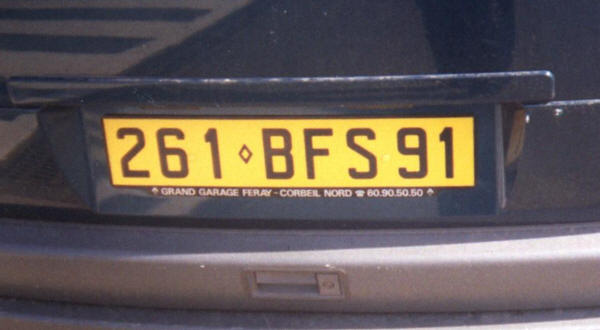 261 ◇ BFS 91
GRAND GARAGE FERAY - CORBEIL NORD ☎ 60.90.50.50